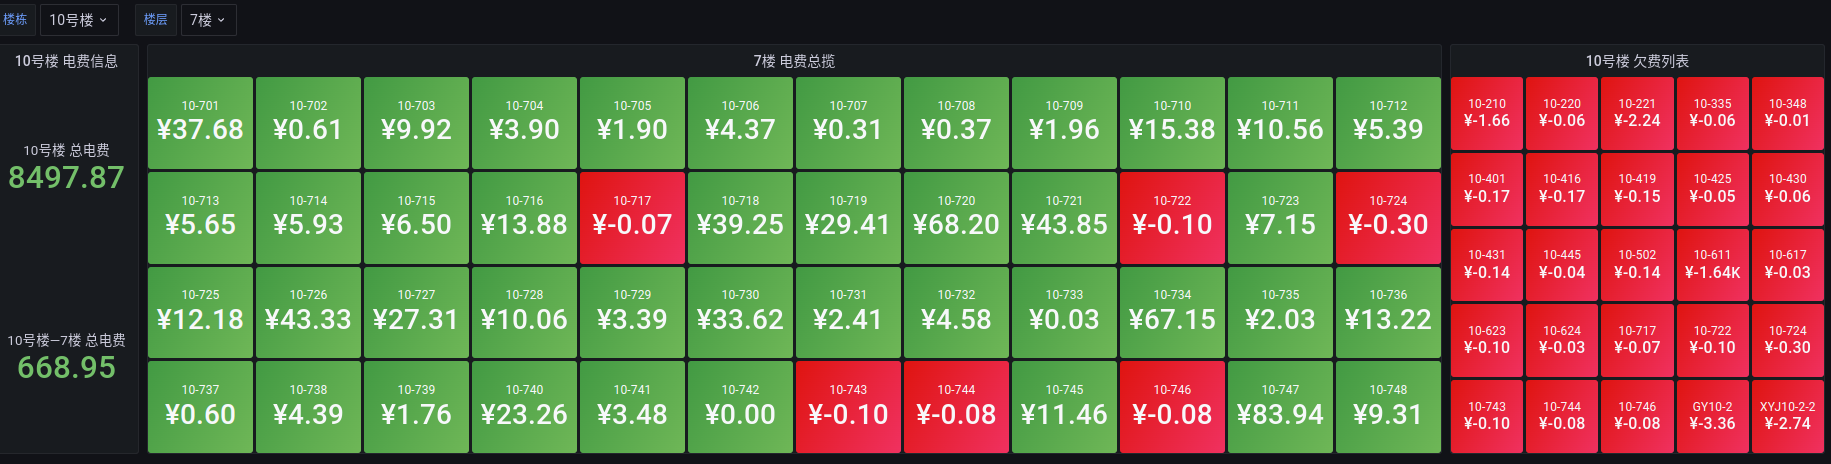 楼栋 10号楼 楼层 7楼
10号楼 电费信息
10号楼 总电费
8497.87
10号楼—7楼 总电费
668.95
7楼 电费总揽
10-701 10-702 10-703 10-704 10-705 10-706 10-707 10-708 10-709 10-710 10-711 10-712
¥37.68 ¥0.61 ¥9.92 ¥3.90 ¥1.90 ¥4.37 ¥0.31 ¥0.37 ¥1.96 ¥15.38 ¥10.56 ¥5.39
10-713 10-714 10-715 10-716 10-717 10-718 10-719 10-720 10-721 10-722 10-723 10-724
¥5.65 ¥5.93 ¥6.50 ¥13.88 ¥-0.07 ¥39.25 ¥29.41 ¥68.20 ¥43.85 ¥-0.10 ¥7.15 ¥-0.30
10-725 10-726 10-727 10-728 10-729 10-730 10-731 10-732 10-733 10-734 10-735 10-736
¥12.18 ¥43.33 ¥27.31 ¥10.06 ¥3.39 ¥33.62 ¥2.41 ¥4.58 ¥0.03 ¥67.15 ¥2.03 ¥13.22
10-737 10-738 10-739 10-740 10-741 10-742 10-743 10-744 10-745 10-746 10-747 10-748
¥0.60 ¥4.39 ¥1.76 ¥23.26 ¥3.48 ¥0.00 ¥-0.10 ¥-0.08 ¥11.46 ¥-0.08 ¥83.94 ¥9.31
10号楼 欠费列表
10-210 10-220 10-221 10-335 10-348
¥-1.66 ¥-0.06 ¥-2.24 ¥-0.06 ¥-0.01
10-401 10-416 10-419 10-425 10-430
¥-0.17 ¥-0.17 ¥-0.15 ¥-0.05 ¥-0.06
10-431 10-445 10-502 10-611 10-617
¥-0.14 ¥-0.04 ¥-0.14 ¥-1.64K ¥-0.03
10-623 10-624 10-717 10-722 10-724
¥-0.10 ¥-0.03 ¥-0.07 ¥-0.10 ¥-0.30
10-743 10-744 10-746 GY10-2 XYJ10-2-2
¥-0.10 ¥-0.08 ¥-0.08 ¥-3.36 ¥-2.74